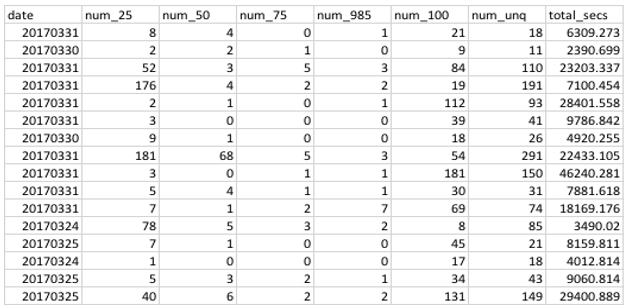 date num_25 num_50 num_75 num_985 num_100 num_unq total_secs
20170331 8 4 0 1 21 18 6309.273
20170330 2 2 1 0 9 11 2390.699
20170331 52 3 5 3 84 110 23203.337
20170331 176 4 2 2 19 191 7100.454
20170331 2 1 0 1 112 93 28401.558
20170331 3 0 0 0 39 41 9786.842
20170330 9 1 0 0 18 26 4920.255
20170331 181 68 5 3 54 291 22433.105
20170331 3 0 1 1 181 150 46240.281
20170331 5 4 1 1 30 31 7881.618
20170331 7 1 2 7 69 74 18169.176
20170324 78 5 3 2 8 85 3490.02
20170325 7 1 0 0 45 21 8159.811
20170324 1 0 0 0 17 18 4012.814
20170325 5 3 2 1 34 43 9060.814
20170325 40 6 2 2 131 149 29400.889